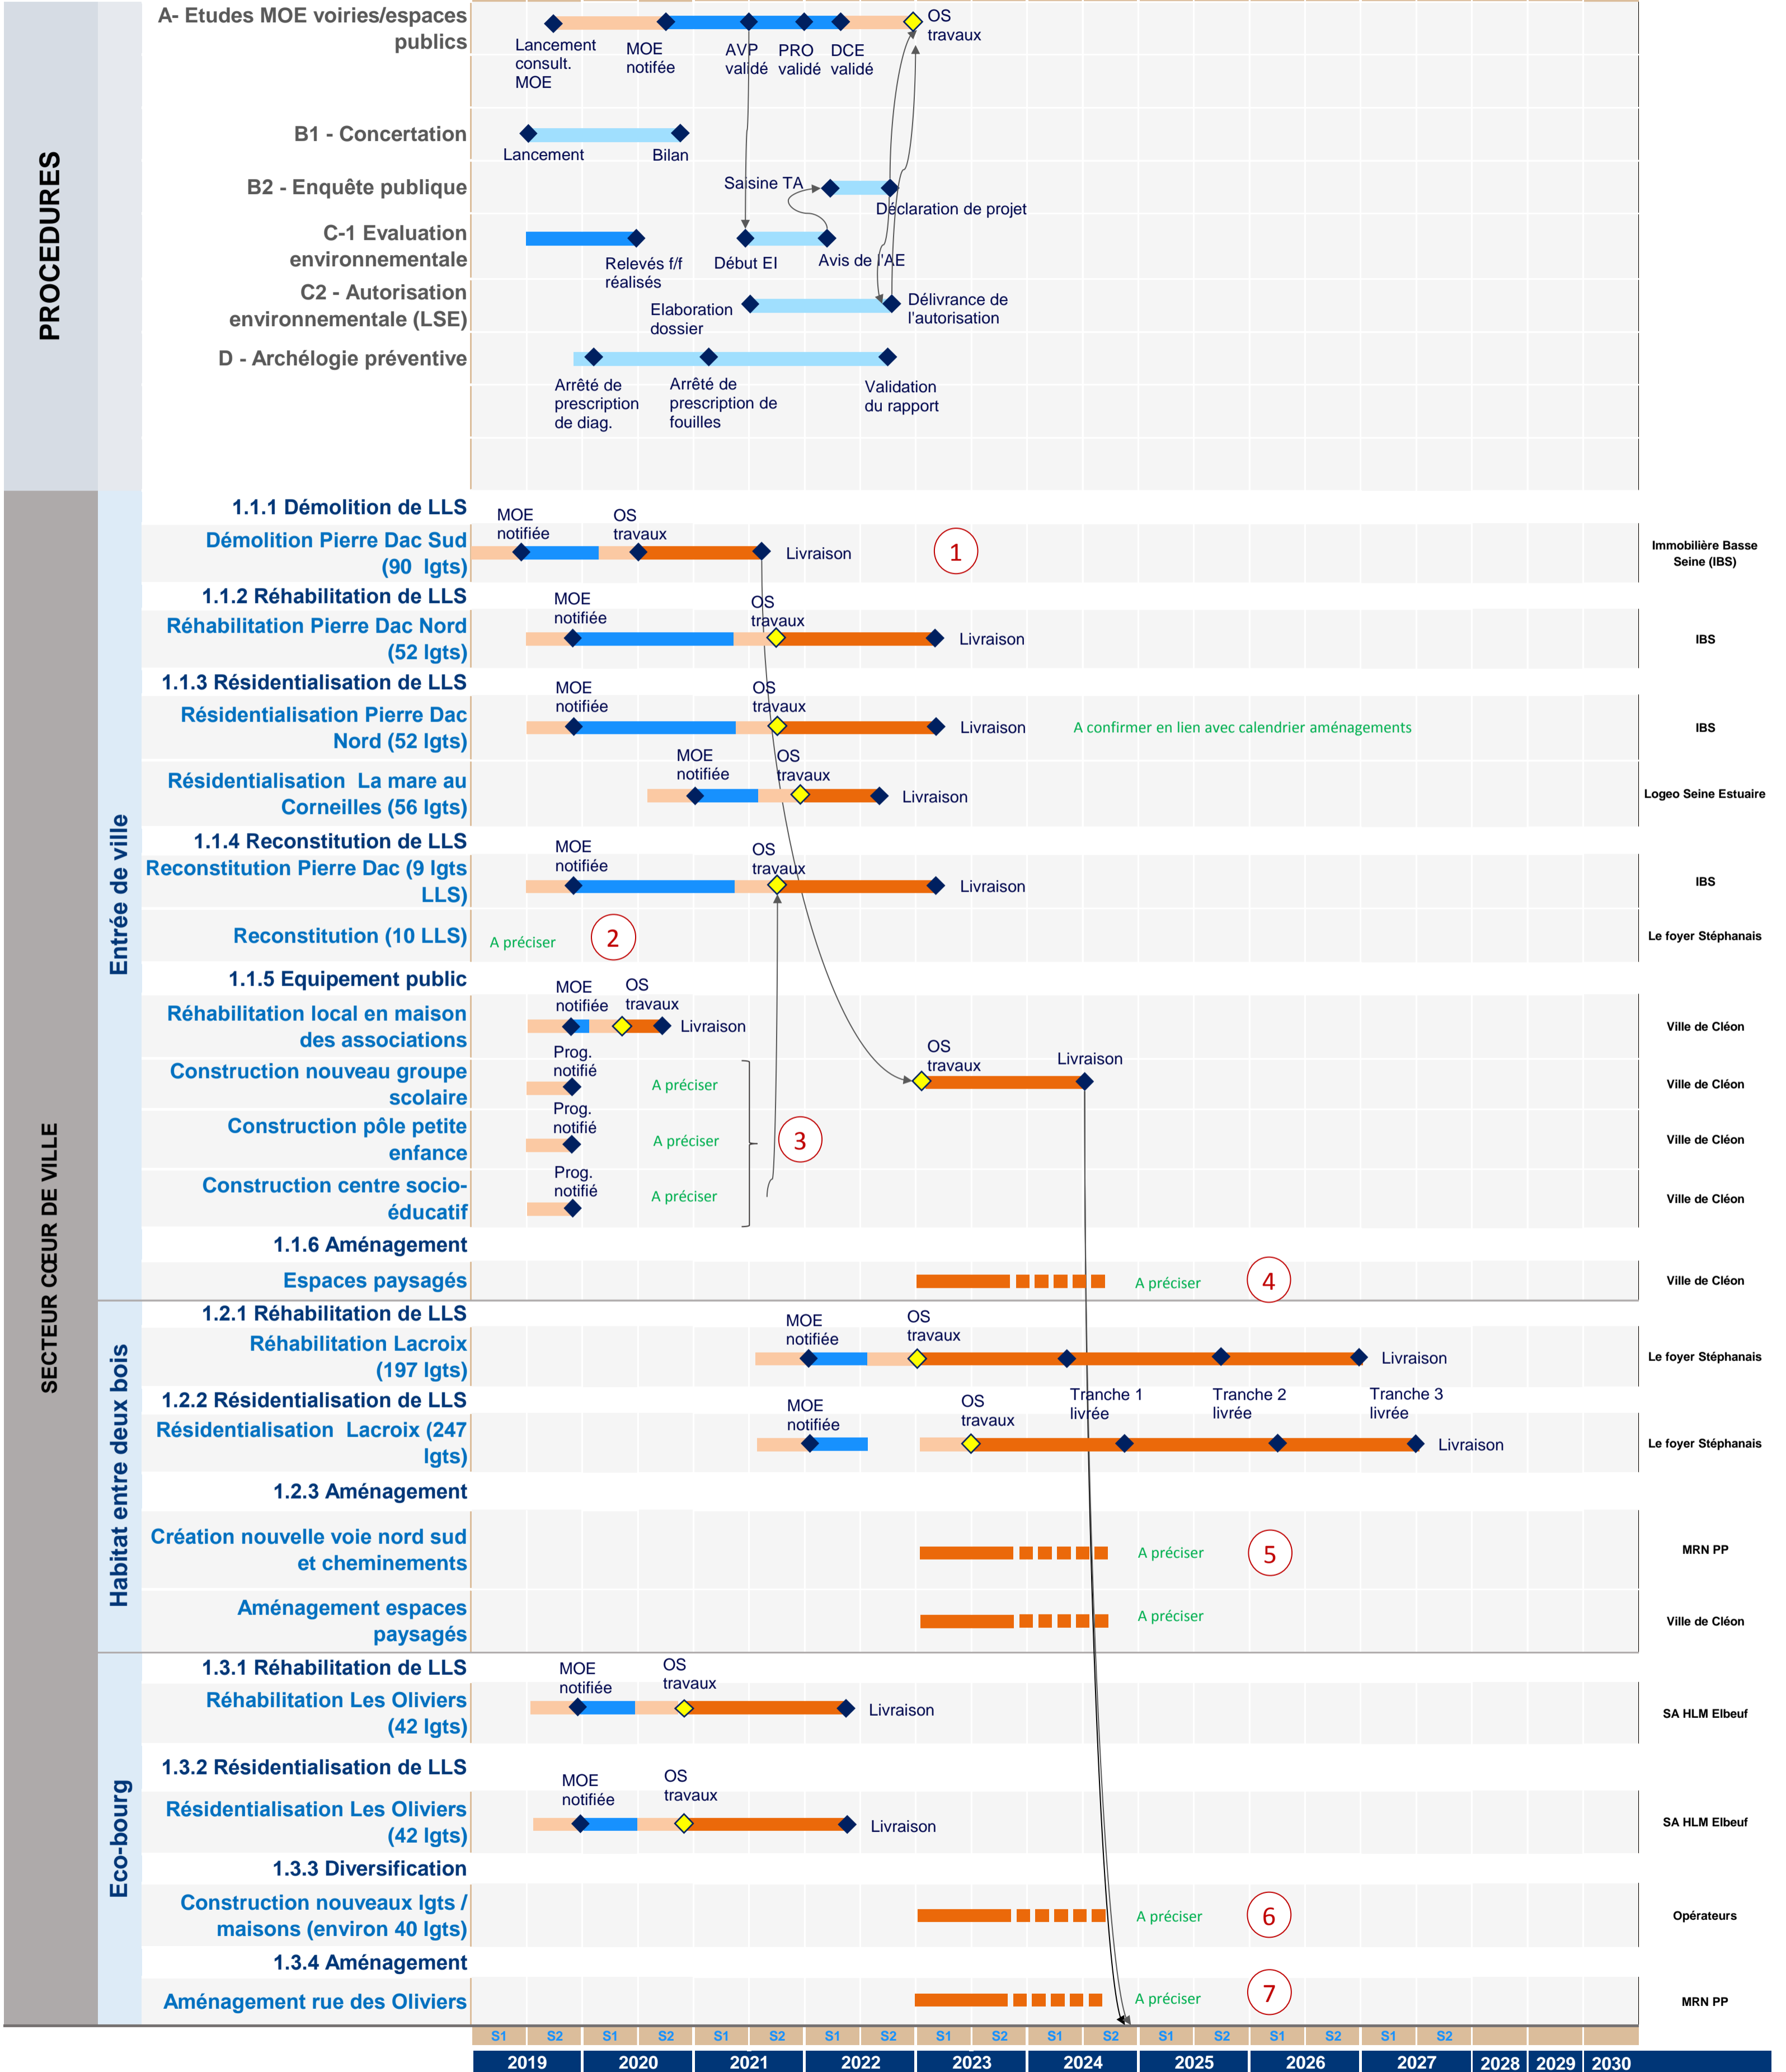 PROCEDURES
A- Etudes MOE voiries/espaces
publics
Lancement
consult.
MOE
MOE
notifée
AVP
validé
PRO
validé
DCE
validé
OS
travaux
B1 - Concertation
Lancement
Bilan
B2 - Enquête publique
Saisine TA
Déclaration de projet
C-1 Evaluation
environnementale
Relevés f/f
réalisés
Début EI
Avis de l'AE
C2 - Autorisation
environnementale (LSE)
Elaboration
dossier
Délivrance de
l'autorisation
D - Archélogie préventive
Arrêté de
prescription
de diag.
Arrêté de
prescription de
fouilles
Validation
du rapport
SECTEUR CŒUR DE VILLE
Entrée de ville
1.1.1 Démolition de LLS
Démolition Pierre Dac Sud
(90 lgts)
MOE
notifiée
OS
travaux
Livraison
1
Immobilière Basse
Seine (IBS)
1.1.2 Réhabilitation de LLS
Réhabilitation Pierre Dac Nord
(52 lgts)
MOE
notifiée
OS
travaux
Livraison
IBS
1.1.3 Résidentialisation de LLS
Résidentialisation Pierre Dac
Nord (52 lgts)
MOE
notifiée
OS
travaux
Livraison
A confirmer en lien avec calendrier aménagements
IBS
Résidentialisation La mare au
Corneilles (56 lgts)
MOE
notifiée
OS
travaux
Livraison
Logeo Seine Estuaire
1.1.4 Reconstitution de LLS
Reconstitution Pierre Dac (9 lgts
LLS)
MOE
notifiée
OS
travaux
Livraison
IBS
Reconstitution (10 LLS)
A préciser
2
Le foyer Stéphanais
1.1.5 Equipement public
Réhabilitation local en maison
des associations
MOE
notifiée
OS
travaux
Livraison
Ville de Cléon
Construction nouveau groupe
scolaire
Prog.
notifié
A préciser
OS
travaux
Livraison
Ville de Cléon
Construction pôle petite
enfance
Prog.
notifié
A préciser
3
Ville de Cléon
Construction centre socio-
éducatif
Prog.
notifié
A préciser
Ville de Cléon
1.1.6 Aménagement
Espaces paysagés
A préciser
4
Ville de Cléon
Habitat entre deux bois
1.2.1 Réhabilitation de LLS
Réhabilitation Lacroix
(197 lgts)
MOE
notifiée
OS
travaux
Livraison
Le foyer Stéphanais
1.2.2 Résidentialisation de LLS
Résidentialisation Lacroix (247
lgts)
MOE
notifiée
OS
travaux
Tranche 1
livrée
Tranche 2
livrée
Tranche 3
livrée
Livraison
Le foyer Stéphanais
1.2.3 Aménagement
Création nouvelle voie nord sud
et cheminements
A préciser
5
MRN PP
Aménagement espaces
paysagés
A préciser
Ville de Cléon
Eco-bourg
1.3.1 Réhabilitation de LLS
Réhabilitation Les Oliviers
(42 lgts)
MOE
notifiée
OS
travaux
Livraison
SA HLM Elbeuf
1.3.2 Résidentialisation de LLS
Résidentialisation Les Oliviers
(42 lgts)
MOE
notifiée
OS
travaux
Livraison
SA HLM Elbeuf
1.3.3 Diversification
Construction nouveaux lgts /
maisons (environ 40 lgts)
A préciser
6
Opérateurs
1.3.4 Aménagement
Aménagement rue des Oliviers
A préciser
7
MRN PP
S1 S2 S1 S2 S1 S2 S1 S2 S1 S2 S1 S2 S1 S2 S1 S2 S1 S2
2019 2020 2021 2022 2023 2024 2025 2026 2027 2028 2029 2030